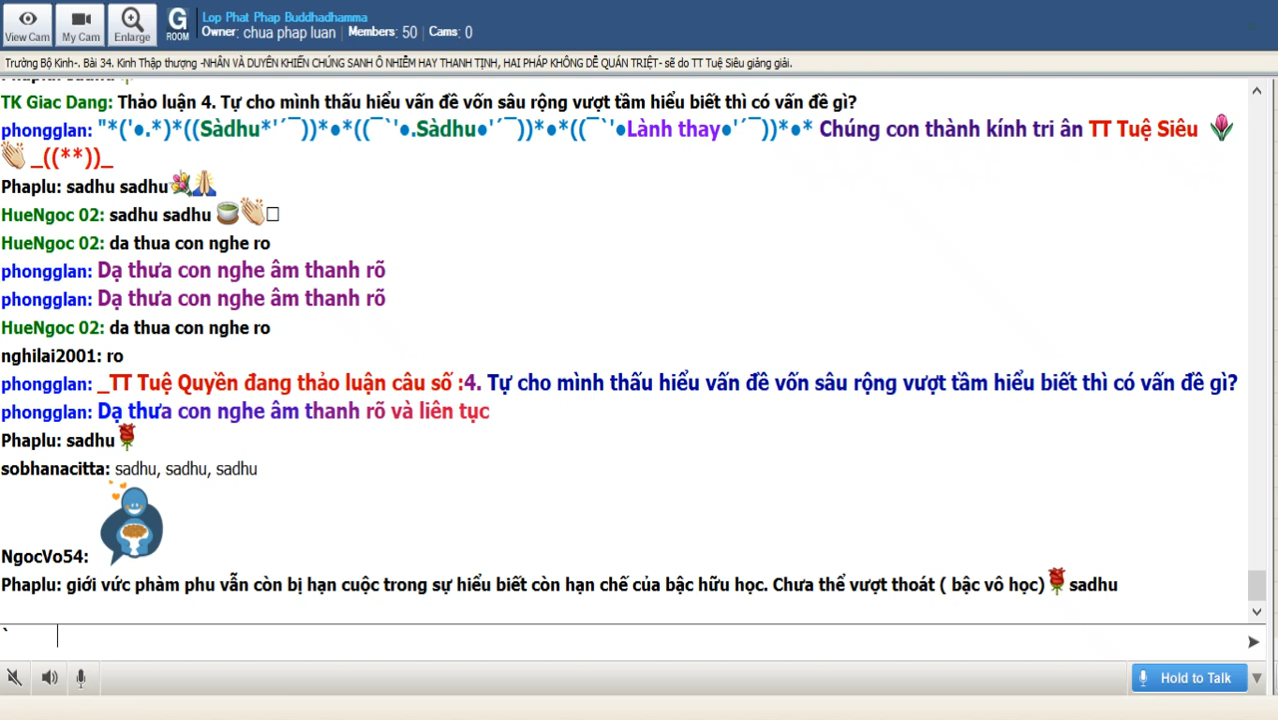 View Cam
My Cam
Enlarge
G
ROOM
Lop Phat Phap Buddhadhamma
Owner: chua phap luan | Members: 50 | Cams: 0
Trường Bộ Kinh-. Bài 34. Kinh Thập thượng -NHÂN VÀ DUYÊN KHIẾN CHÚNG SANH Ô NHIỄM HAY THANH TỊNH, HAI PHÁP KHÔNG DỄ QUÁN TRIỆT- sẽ do TT Tuệ Siêu giảng giải.
TK Giac Dang: Thảo luận 4. Tự cho mình thấu hiểu vấn đề vốn sâu rộng vượt tầm hiểu biết thì có vấn đề gì?
phongglan: "*('●.*)*((Sàdhu*'´¯))*●*((¯`'●.Sàdhu●'´¯))*●*((¯`'●Lành thay●'´¯))*●* Chúng con thành kính tri ân TT Tuệ Siêu
_((**))_
Phaplu: sadhu sadhu
HueNgoc 02: sadhu sadhu
HueNgoc 02: da thua con nghe ro
phongglan: Dạ thưa con nghe âm thanh rõ
phongglan: Dạ thưa con nghe âm thanh rõ
HueNgoc 02: da thua con nghe ro
nghilai2001: ro
phongglan: _TT Tuệ Quyền đang thảo luận câu số :4. Tự cho mình thấu hiểu vấn đề vốn sâu rộng vượt tầm hiểu biết thì có vấn đề gì?
phongglan: Dạ thưa con nghe âm thanh rõ và liên tục
Phaplu: sadhu
sobhanacitta: sadhu, sadhu, sadhu
NgocVo54:
Phaplu: giới vức phàm phu vẫn còn bị hạn cuộc trong sự hiểu biết còn hạn chế của bậc hữu học. Chưa thể vượt thoát ( bậc vô học) sadhu
`
Hold to Talk